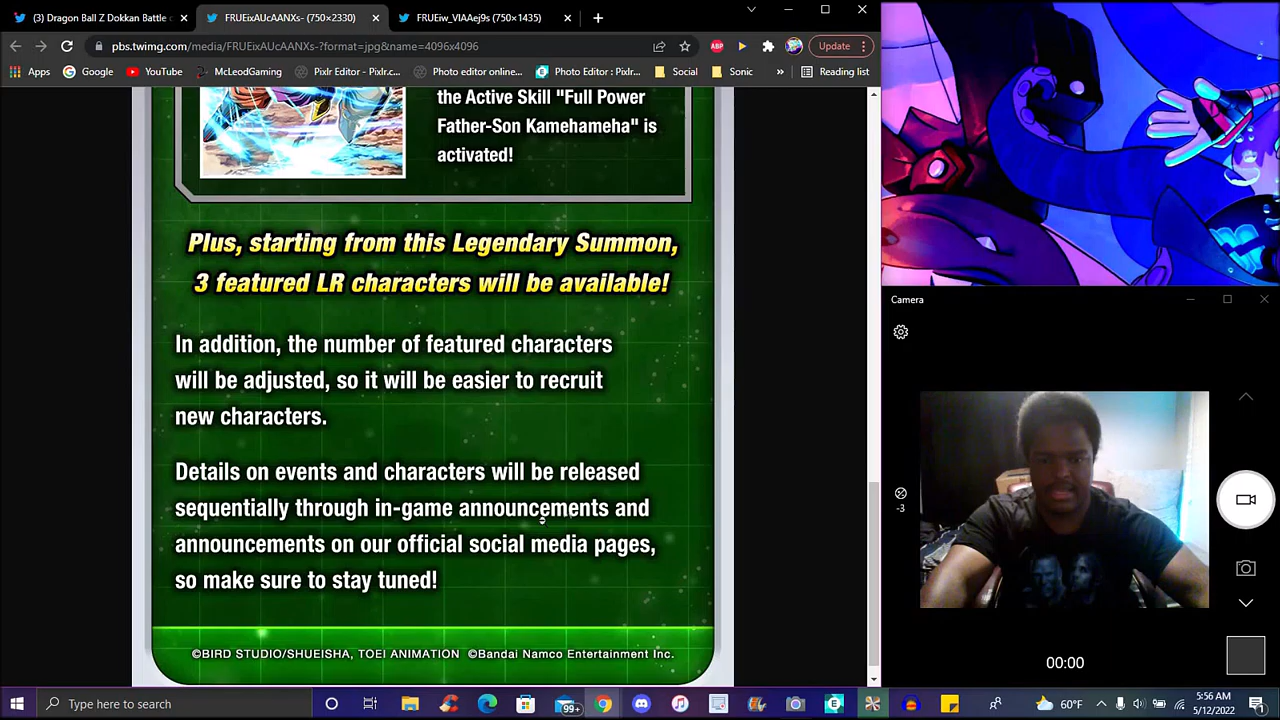 (3) Dragon Ball Z Dokkan Battle
FRUEixAUcAANXs- (750×2330)
FRUEiw_VIAAej9s (750×1435)
pbs.twimg.com/media/FRUEixAUcAANXs-?format=jpg&name=4096x4096
ABP
Update
Apps
Google
YouTube
McLeodGaming
Pixlr Editor - Pixlr.c...
Photo editor online...
Photo Editor : Pixlr...
Social
Sonic
»
Reading list
the Active Skill "Full Power
Father-Son Kamehameha" is
activated!
Plus, starting from this Legendary Summon,
3 featured LR characters will be available!
In addition, the number of featured characters
will be adjusted, so it will be easier to recruit
new characters.
Details on events and characters will be released
sequentially through in-game announcements and
announcements on our official social media pages,
so make sure to stay tuned!
©BIRD STUDIO/SHUEISHA, TOEI ANIMATION ©Bandai Namco Entertainment Inc.
Camera
-3
00:00
Type here to search
99+
60°F
5:56 AM
5/12/2022